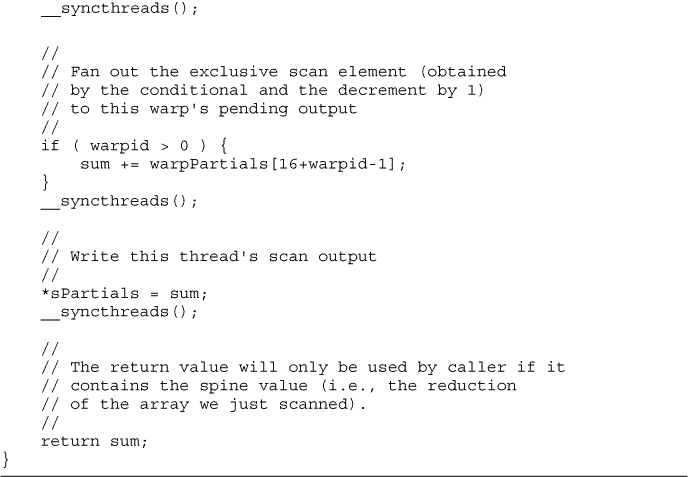 __syncthreads();
//
// Fan out the exclusive scan element (obtained
// by the conditional and the decrement by 1)
// to this warp's pending output
//
if ( warpid > 0 ) {
sum += warpPartials[16+warpid-1];
}
__syncthreads();
//
// Write this thread's scan output
//
*sPartials = sum;
__syncthreads();
//
// The return value will only be used by caller if it
// contains the spine value (i.e., the reduction
// of the array we just scanned).
//
return sum;
}